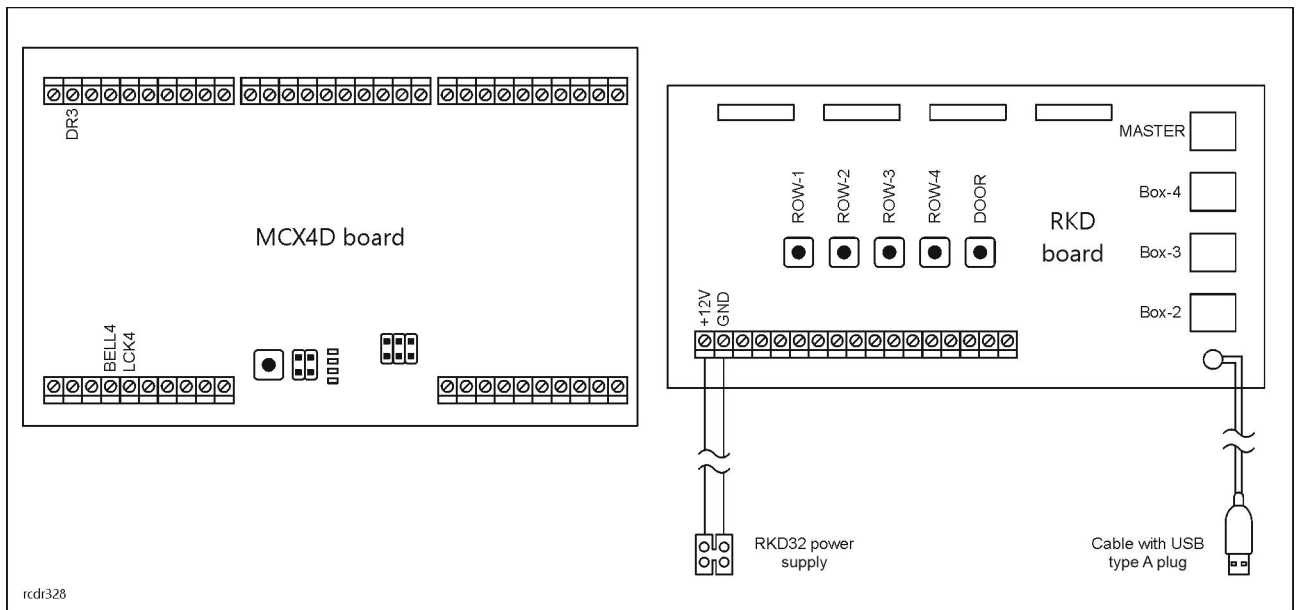 DR3
MCX4D board
BELL4
LCK4
MASTER
Box-4
Box-3
Box-2
ROW-1
ROW-2
ROW-3
ROW-4
DOOR
RKD
board
+12V
GND
RKD32 power
supply
Cable with USB
type A plug
rcdr328